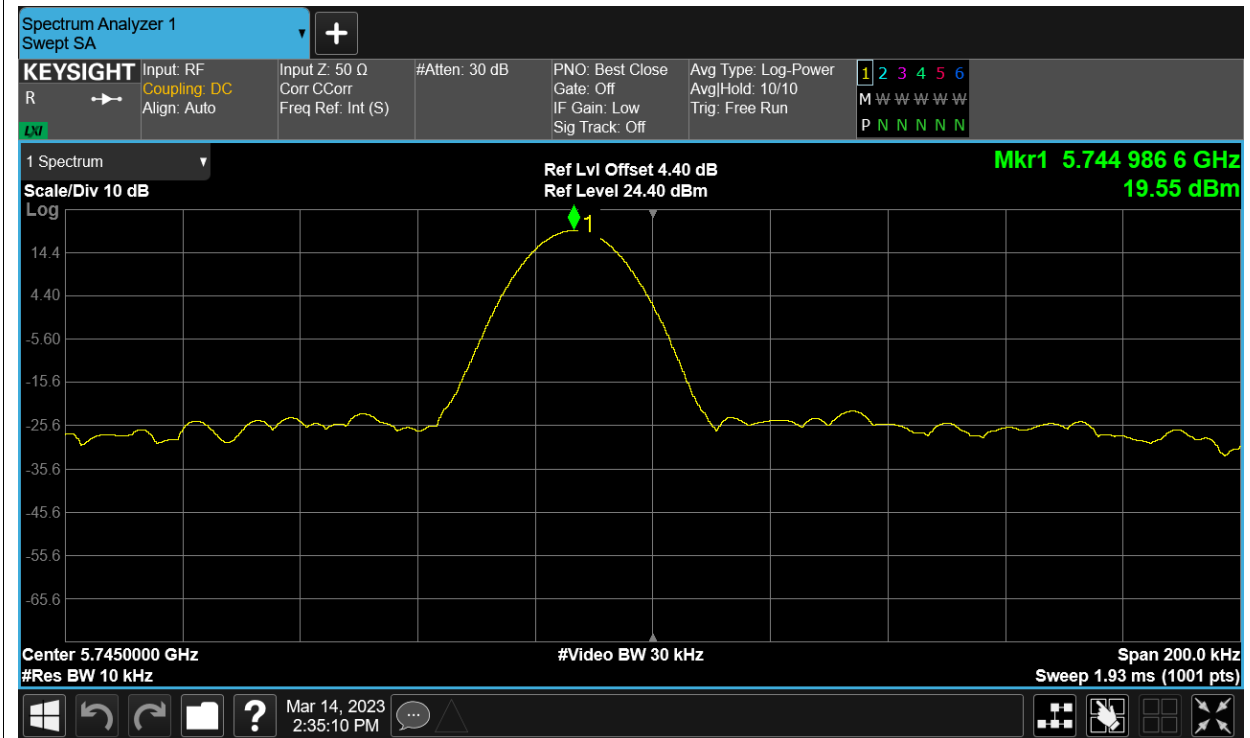 Spectrum Analyzer 1
Swept SA
KEYSIGHT
R
LXI
Input: RF
Coupling: DC
Align: Auto
Input Z: 50 Ω
Corr CCorr
Freq Ref: Int (S)
#Atten: 30 dB
PNO: Best Close
Gate: Off
IF Gain: Low
Sig Track: Off
Avg Type: Log-Power
Avg|Hold: 10/10
Trig: Free Run
1 2 3 4 5 6
M W W W W W
P N N N N N
1 Spectrum
Scale/Div 10 dB
Log
Ref Lvl Offset 4.40 dB
Ref Level 24.40 dBm
Mkr1 5.744 986 6 GHz
19.55 dBm
1
14.4
4.40
-5.60
-15.6
-25.6
-35.6
-45.6
-55.6
-65.6
Center 5.7450000 GHz
#Video BW 30 kHz
Span 200.0 kHz
#Res BW 10 kHz
Sweep 1.93 ms (1001 pts)
?
Mar 14, 2023
2:35:10 PM